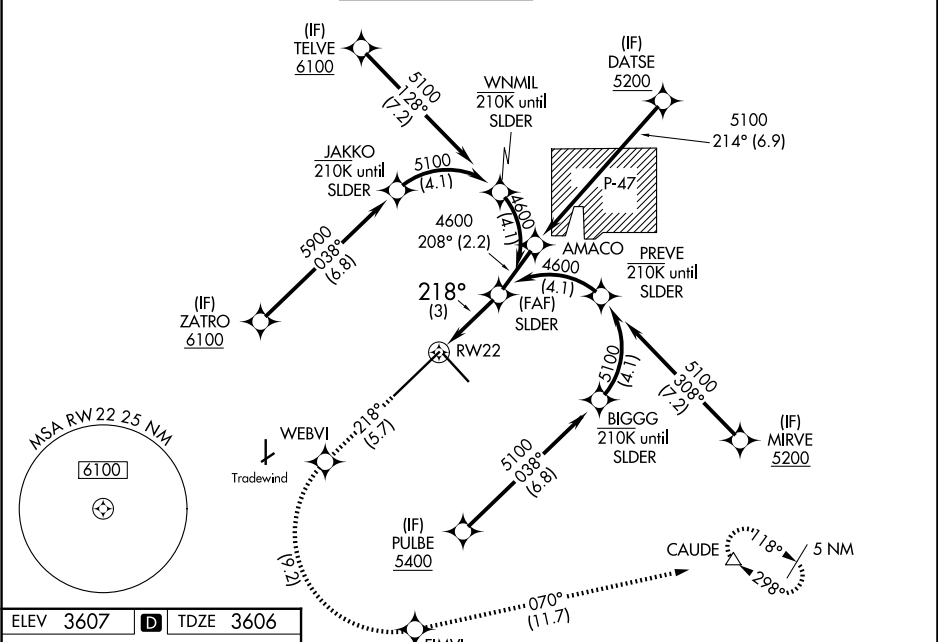 (IF)
TELVE
6100
5100
128°
(7.2)
WNMIL
210K until
SLDER
(IF)
DATSE
5200
5100
214° (6.9)
P-47
JAKKO
210K until
SLDER
5100
(4.1)
4600
(4.1)
4600
208° (2.2)
AMACO
5900
038°
(6.8)
(IF)
ZATRO
6100
4600
(4.1)
PREVE
210K until
SLDER
218°
(3)
(FAF)
SLDER
RW22
5100
(4.1)
5100
308°
(7.2)
(IF)
MIRVE
5200
BIGGG
210K until
SLDER
218°
(5.7)
WEBVI
Tradewind
5100
038°
(6.8)
(IF)
PULBE
5400
MSA RW 22 25 NM
6100
(9.2)
CAUDE
118°
298°
5 NM
070°
(11.7)
ELEV 3607 D TDZE 3606